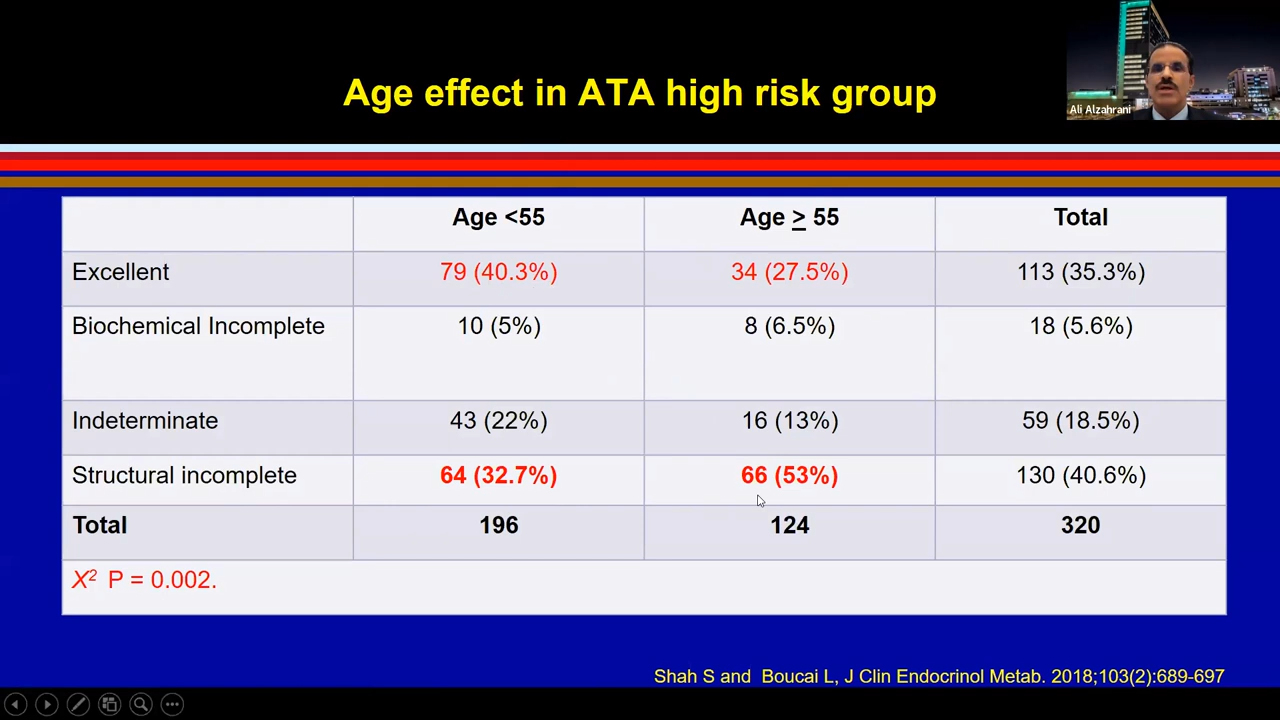 Age effect in ATA high risk group
Ali Alzahrani
Age <55 Age ≥ 55 Total
Excellent 79 (40.3%) 34 (27.5%) 113 (35.3%)
Biochemical Incomplete 10 (5%) 8 (6.5%) 18 (5.6%)
Indeterminate 43 (22%) 16 (13%) 59 (18.5%)
Structural incomplete 64 (32.7%) 66 (53%) 130 (40.6%)
Total 196 124 320
X² P = 0.002.
Shah S and Boucai L, J Clin Endocrinol Metab. 2018;103(2):689-697